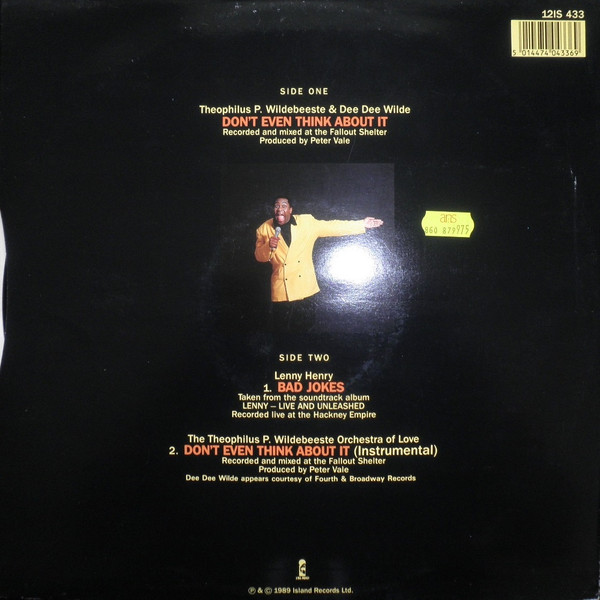 12IS 433
5 014474 043369
SIDE ONE
Theophilus P. Wildebeeste & Dee Dee Wilde
DON'T EVEN THINK ABOUT IT
Recorded and mixed at the Fallout Shelter
Produced by Peter Vale
ans
860 879975
SIDE TWO
Lenny Henry
1. BAD JOKES
Taken from the soundtrack album
LENNY – LIVE AND UNLEASHED
Recorded live at the Hackney Empire
The Theophilus P. Wildebeeste Orchestra of Love
2. DON'T EVEN THINK ABOUT IT (Instrumental)
Recorded and mixed at the Fallout Shelter
Produced by Peter Vale
Dee Dee Wilde appears courtesy of Fourth & Broadway Records
ISLAND
℗ & © 1989 Island Records Ltd.